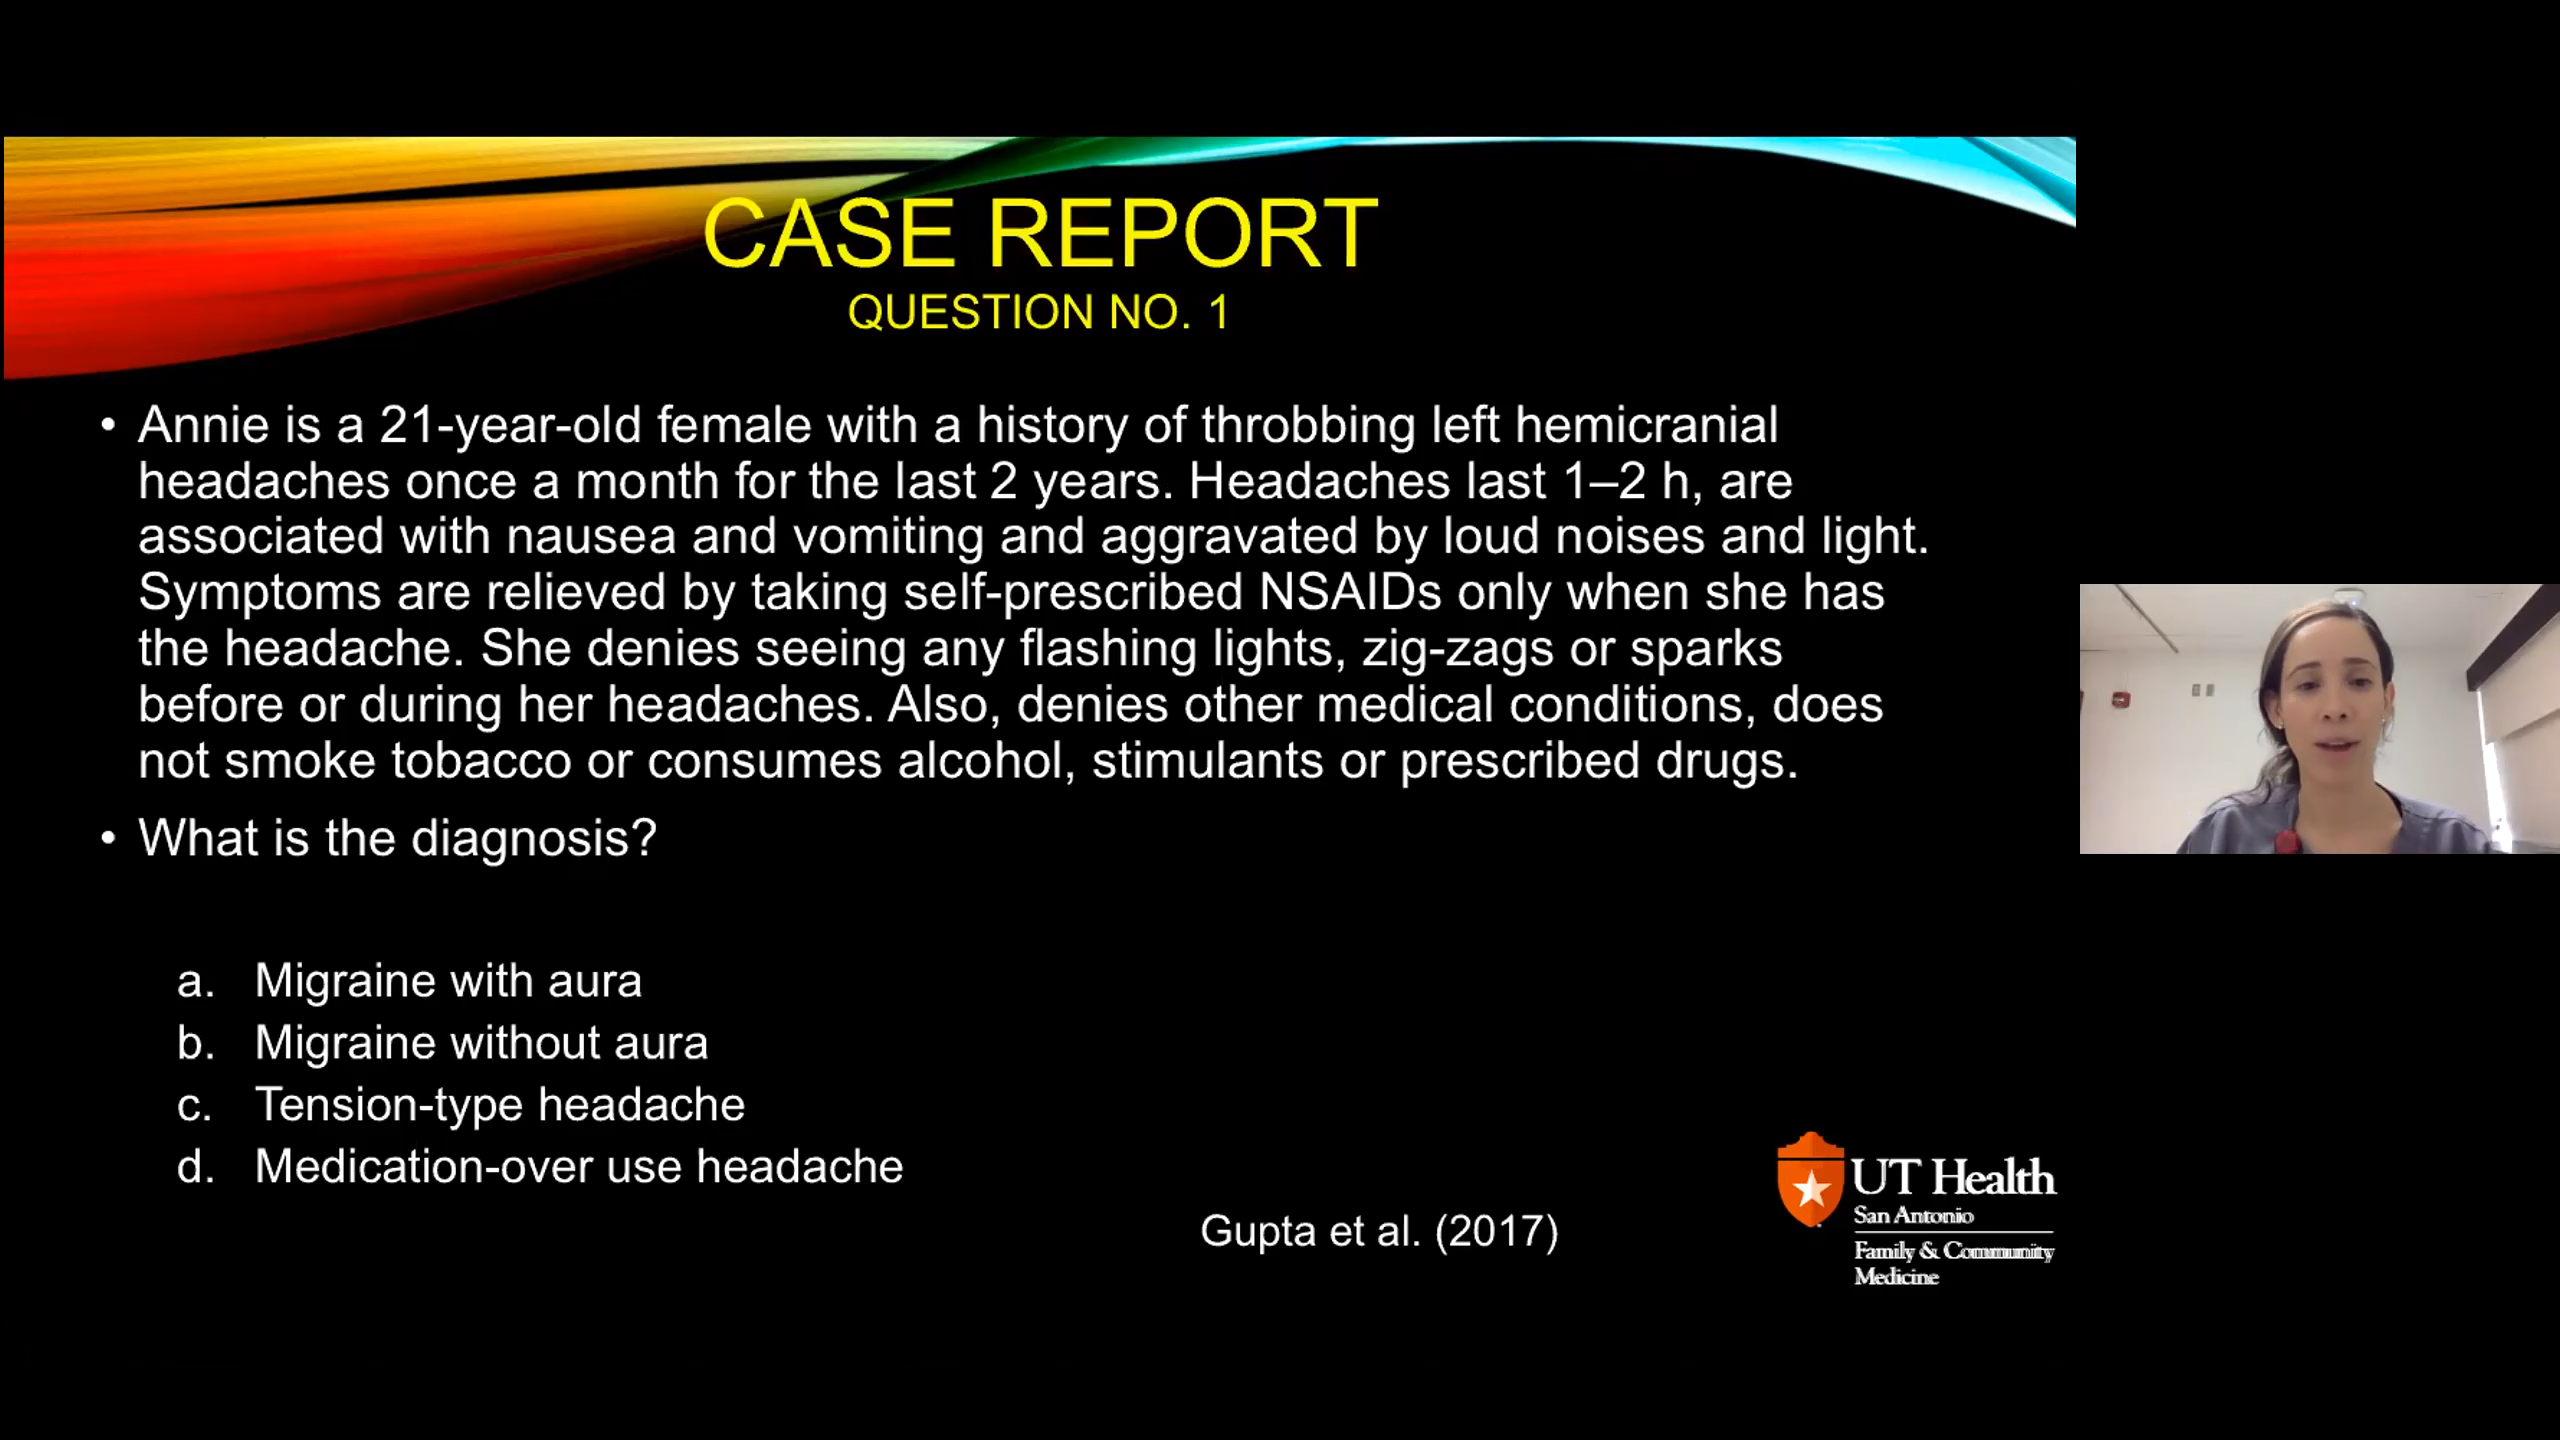 CASE REPORT
QUESTION NO. 1
• Annie is a 21-year-old female with a history of throbbing left hemicranial
headaches once a month for the last 2 years. Headaches last 1–2 h, are
associated with nausea and vomiting and aggravated by loud noises and light.
Symptoms are relieved by taking self-prescribed NSAIDs only when she has
the headache. She denies seeing any flashing lights, zig-zags or sparks
before or during her headaches. Also, denies other medical conditions, does
not smoke tobacco or consumes alcohol, stimulants or prescribed drugs.
• What is the diagnosis?
a. Migraine with aura
b. Migraine without aura
c. Tension-type headache
d. Medication-over use headache
Gupta et al. (2017)
UT Health
San Antonio
Family & Community
Medicine